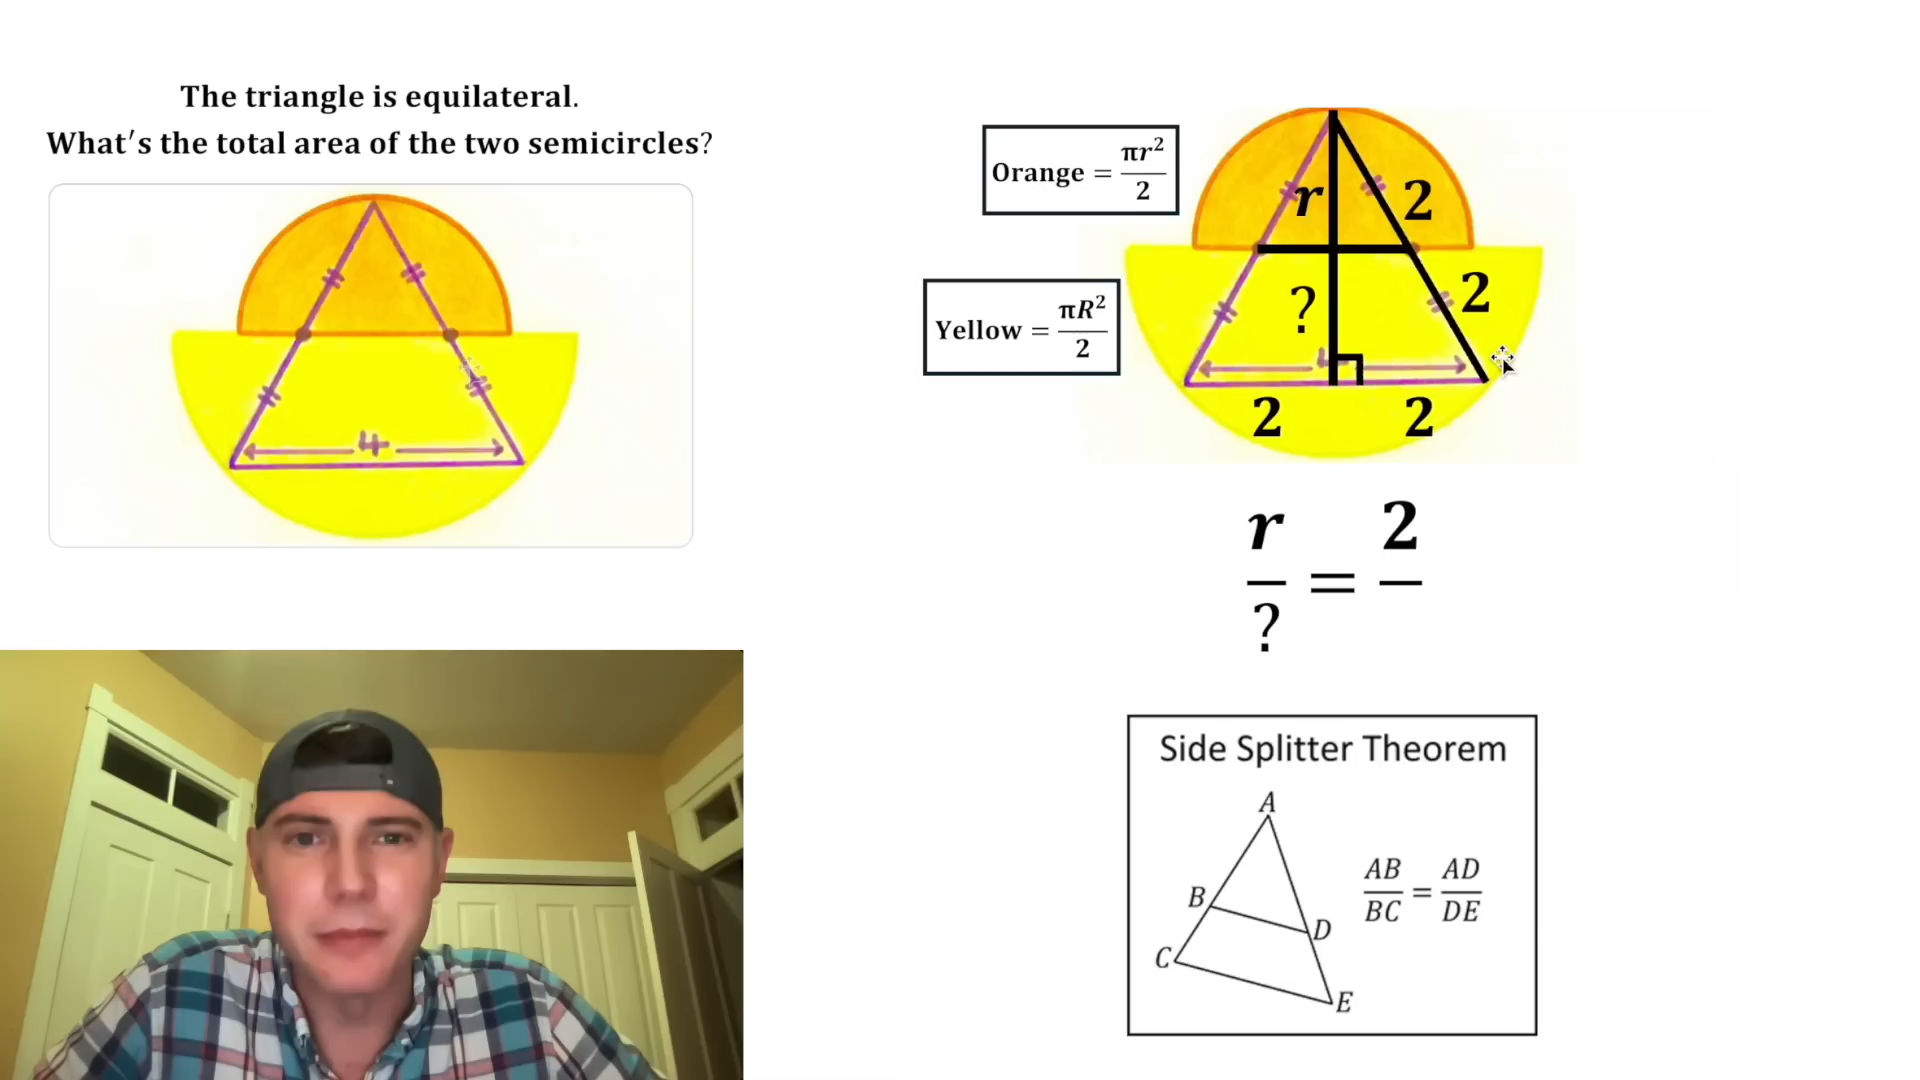 The triangle is equilateral.
What's the total area of the two semicircles?
4
Orange = πr²/2
Yellow = πR²/2
r
2
?
2
2
2
r/? = 2/
Side Splitter Theorem
A
B
D
C
E
AB/BC = AD/DE